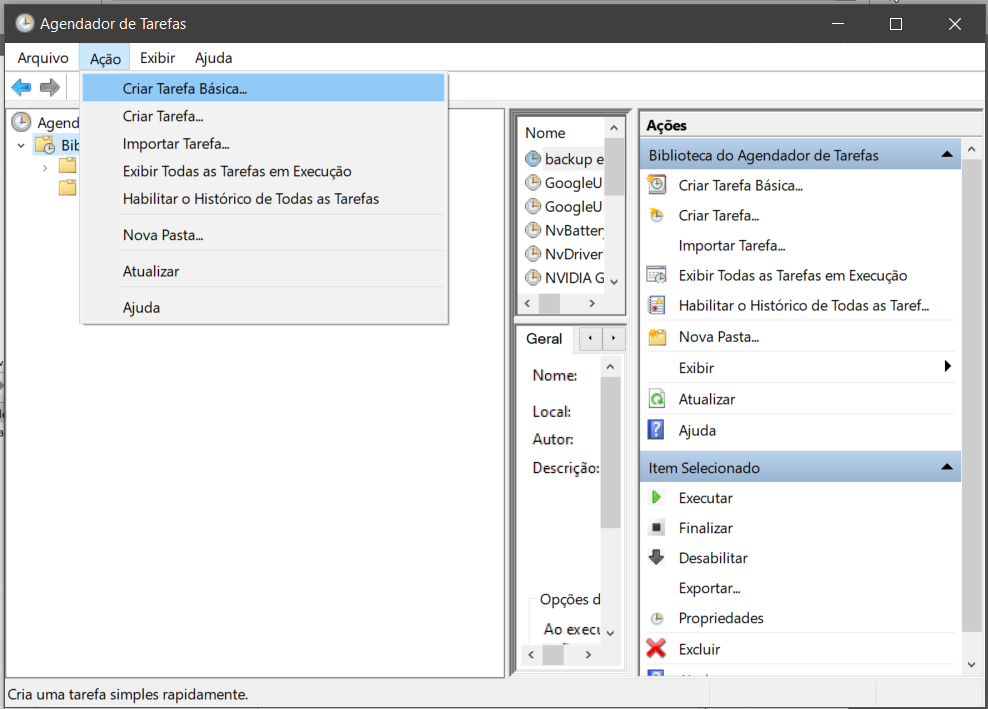 Agendador de Tarefas
Arquivo Ação Exibir Ajuda
Criar Tarefa Básica...
Criar Tarefa...
Importar Tarefa...
Exibir Todas as Tarefas em Execução
Habilitar o Histórico de Todas as Tarefas
Nova Pasta...
Atualizar
Ajuda
Agend
Bib
Nome
backup e
GoogleU
GoogleU
NvBatter
NvDriver
NVIDIA G
Geral
Nome:
Local:
Autor:
Descrição:
Opções d
Ao execu
Ações
Biblioteca do Agendador de Tarefas
Criar Tarefa Básica...
Criar Tarefa...
Importar Tarefa...
Exibir Todas as Tarefas em Execução
Habilitar o Histórico de Todas as Taref...
Nova Pasta...
Exibir
Atualizar
Ajuda
Item Selecionado
Executar
Finalizar
Desabilitar
Exportar...
Propriedades
Excluir
Cria uma tarefa simples rapidamente.